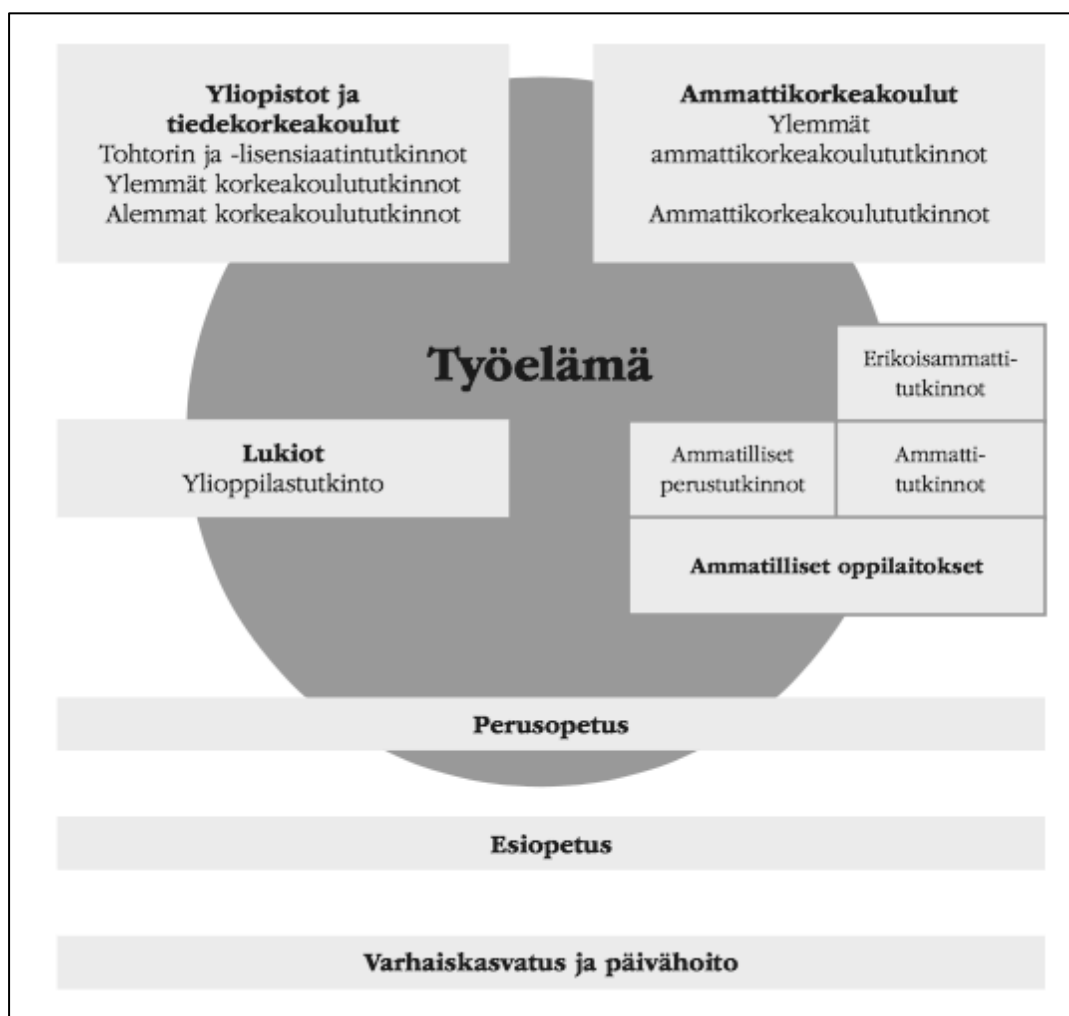 Yliopistot ja
tiedekorkeakoulut
Tohtorin ja -lisensiaatintutkinnot
Ylemmät korkeakoulututkinnot
Alemmat korkeakoulututkinnot
Ammattikorkeakoulut
Ylemmät
ammattikorkeakoulututkinnot
Ammattikorkeakoulututkinnot
Työelämä
Erikoisammatti-
tutkinnot
Lukiot
Ylioppilastutkinto
Ammatilliset
perustutkinnot
Ammatti-
tutkinnot
Ammatilliset oppilaitokset
Perusopetus
Esiopetus
Varhaiskasvatus ja päivähoito